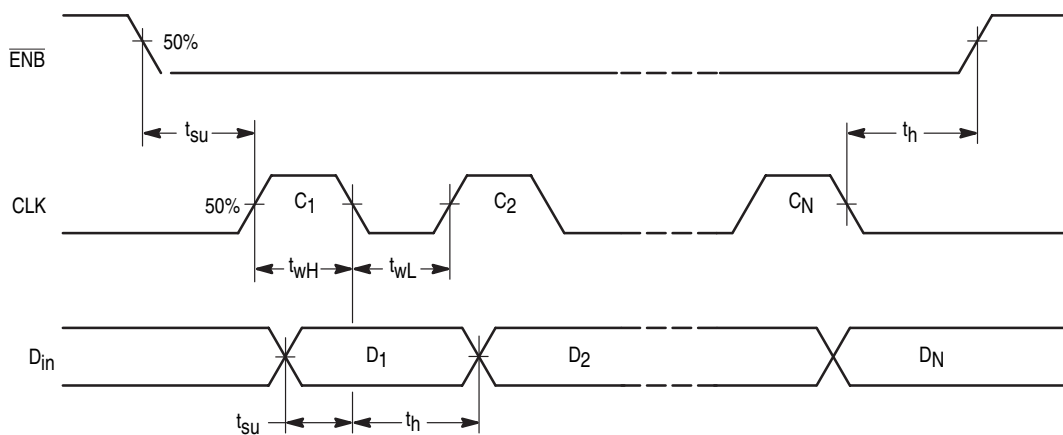 ENB
50%
tsu
th
CLK
50%
C1
C2
CN
twH
twL
Din
D1
D2
DN
tsu
th